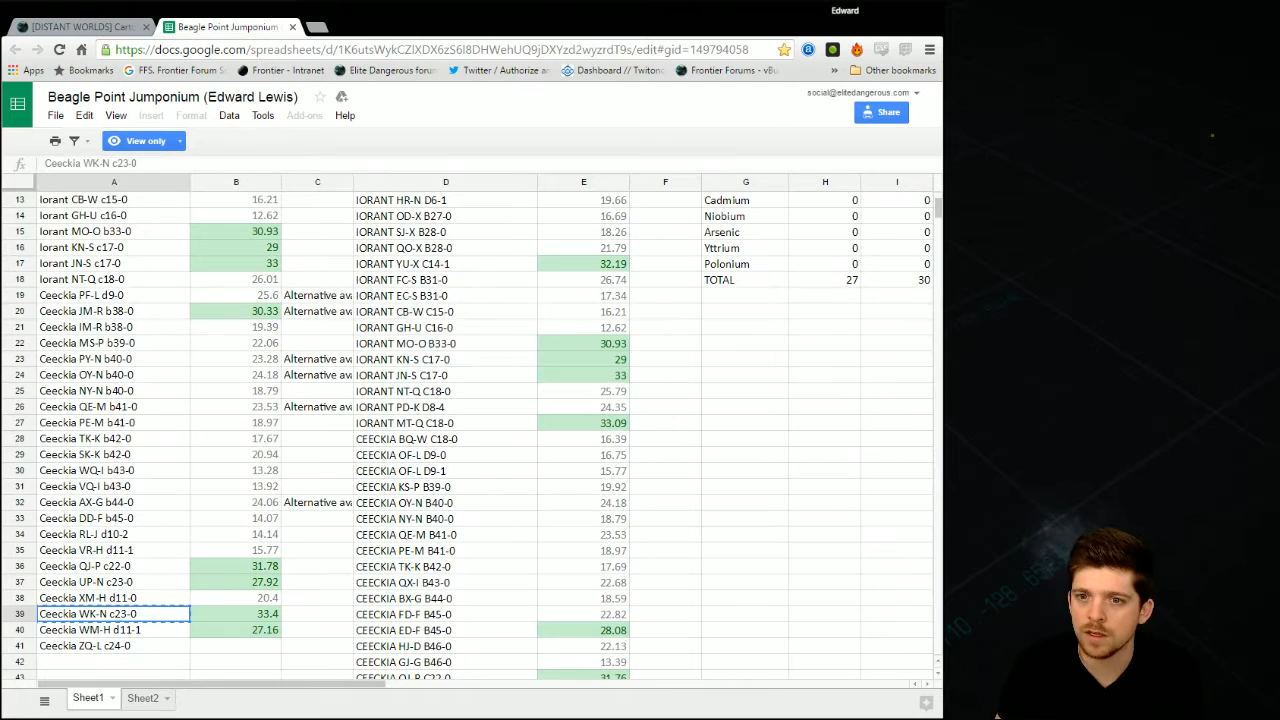 Edward
[DISTANT WORLDS] Carto
Beagle Point Jumponium
https://docs.google.com/spreadsheets/d/1K6utsWykCZlXDX6zS6l8DHWehUQ9jDXYzd2wyzrdT9s/edit#gid=149794058
Apps Bookmarks FFS. Frontier Forum S Frontier - Intranet Elite Dangerous forum Twitter / Authorize an Dashboard // Twitonc Frontier Forums - vBu » Other bookmarks
Beagle Point Jumponium (Edward Lewis) social@elitedangerous.com
File Edit View Insert Format Data Tools Add-ons Help Share
View only
fx Ceeckia WK-N c23-0
A B C D E F G H I
13 Iorant CB-W c15-0 16.21 IORANT HR-N D6-1 19.66 Cadmium 0 0
14 Iorant GH-U c16-0 12.62 IORANT OD-X B27-0 16.69 Niobium 0 0
15 Iorant MO-O b33-0 30.93 IORANT SJ-X B28-0 18.26 Arsenic 0 0
16 Iorant KN-S c17-0 29 IORANT QO-X B28-0 21.79 Yttrium 0 0
17 Iorant JN-S c17-0 33 IORANT YU-X C14-1 32.19 Polonium 0 0
18 Iorant NT-Q c18-0 26.01 IORANT FC-S B31-0 26.74 TOTAL 27 30
19 Ceeckia PF-L d9-0 25.6 Alternative ava IORANT EC-S B31-0 17.34
20 Ceeckia JM-R b38-0 30.33 Alternative ava IORANT CB-W C15-0 16.21
21 Ceeckia IM-R b38-0 19.39 IORANT GH-U C16-0 12.62
22 Ceeckia MS-P b39-0 22.06 IORANT MO-O B33-0 30.93
23 Ceeckia PY-N b40-0 23.28 Alternative ava IORANT KN-S C17-0 29
24 Ceeckia OY-N b40-0 24.18 Alternative ava IORANT JN-S C17-0 33
25 Ceeckia NY-N b40-0 18.79 IORANT NT-Q C18-0 25.79
26 Ceeckia QE-M b41-0 23.53 Alternative ava IORANT PD-K D8-4 24.35
27 Ceeckia PE-M b41-0 18.97 IORANT MT-Q C18-0 33.09
28 Ceeckia TK-K b42-0 17.67 CEECKIA BQ-W C18-0 16.39
29 Ceeckia SK-K b42-0 20.94 CEECKIA OF-L D9-0 16.75
30 Ceeckia WQ-I b43-0 13.28 CEECKIA OF-L D9-1 15.77
31 Ceeckia VQ-I b43-0 13.92 CEECKIA KS-P B39-0 19.92
32 Ceeckia AX-G b44-0 24.06 Alternative ava CEECKIA OY-N B40-0 24.18
33 Ceeckia DD-F b45-0 14.07 CEECKIA NY-N B40-0 18.79
34 Ceeckia RL-J d10-2 14.14 CEECKIA QE-M B41-0 23.53
35 Ceeckia VR-H d11-1 15.77 CEECKIA PE-M B41-0 18.97
36 Ceeckia QJ-P c22-0 31.78 CEECKIA TK-K B42-0 17.69
37 Ceeckia UP-N c23-0 27.92 CEECKIA QX-I B43-0 22.68
38 Ceeckia XM-H d11-0 20.4 CEECKIA BX-G B44-0 18.59
39 Ceeckia WK-N c23-0 33.4 CEECKIA FD-F B45-0 22.82
40 Ceeckia WM-H d11-1 27.16 CEECKIA ED-F B45-0 28.08
41 Ceeckia ZQ-L c24-0 CEECKIA HJ-D B46-0 22.13
42 CEECKIA GJ-G B46-0 13.39
43 CEECKIA QJ-P C22-0 31.76
Sheet1 Sheet2